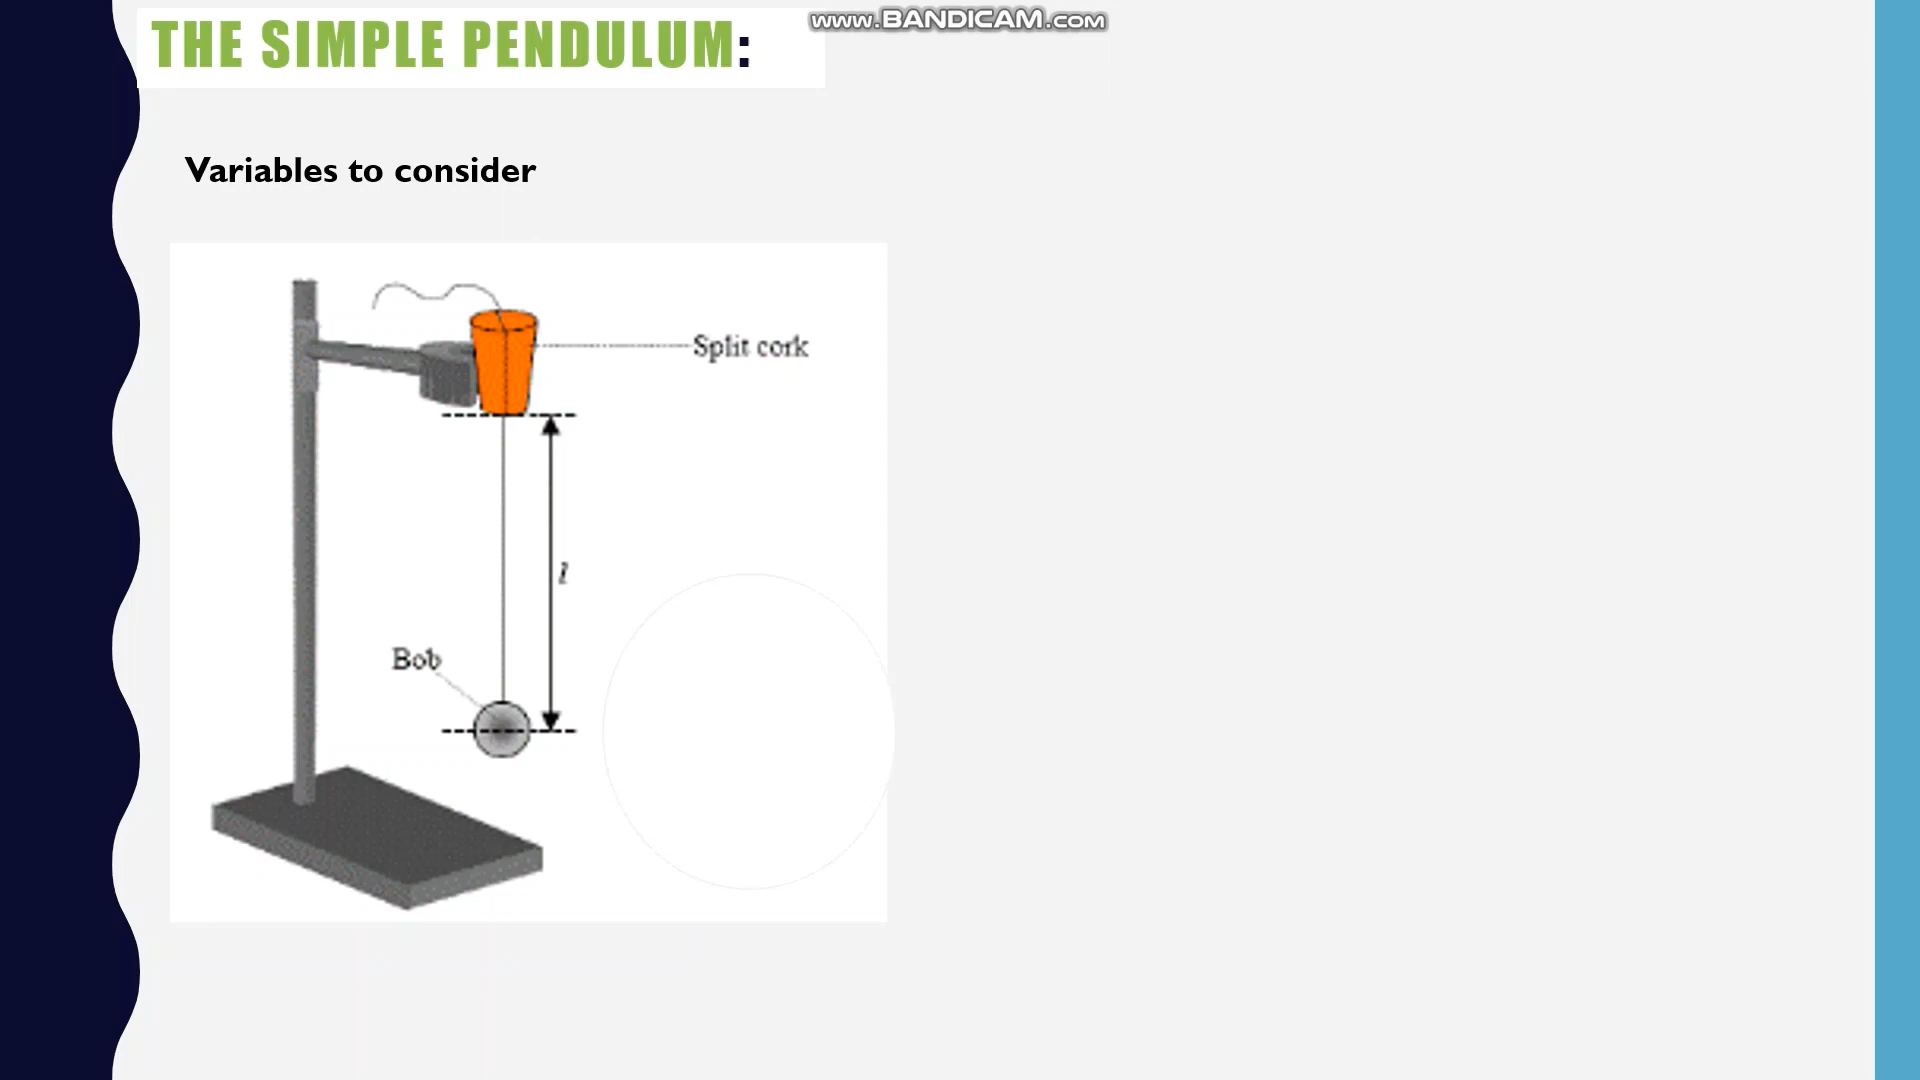 THE SIMPLE PENDULUM:
www.BANDICAM.com
Variables to consider
Split cork
l
Bob